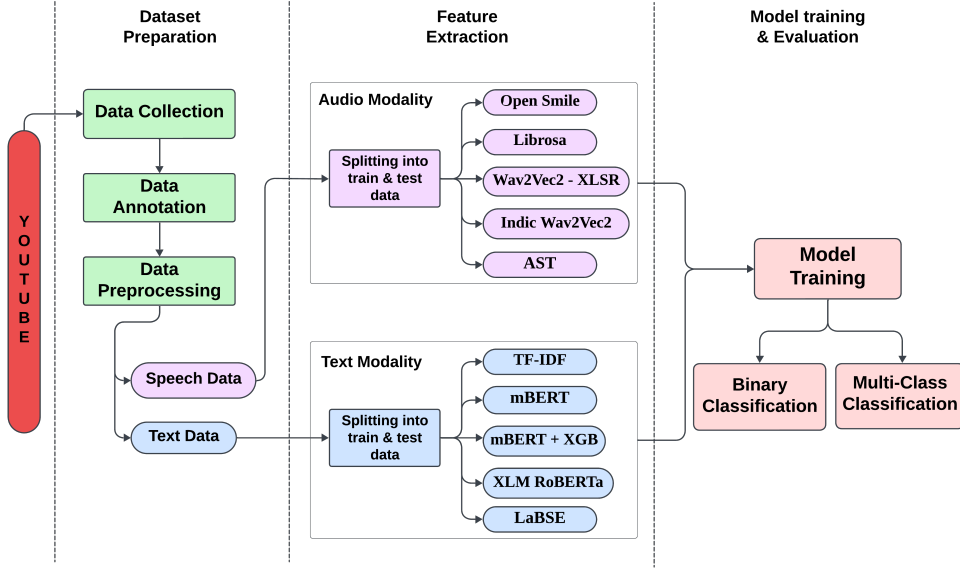 Dataset
Preparation
Feature
Extraction
Model training
& Evaluation
YOUTUBE
Data Collection
Data
Annotation
Data
Preprocessing
Speech Data
Text Data
Audio Modality
Splitting into
train & test
data
Open Smile
Librosa
Wav2Vec2 - XLSR
Indic Wav2Vec2
AST
Text Modality
Splitting into
train & test
data
TF-IDF
mBERT
mBERT + XGB
XLM RoBERTa
LaBSE
Model
Training
Binary
Classification
Multi-Class
Classification